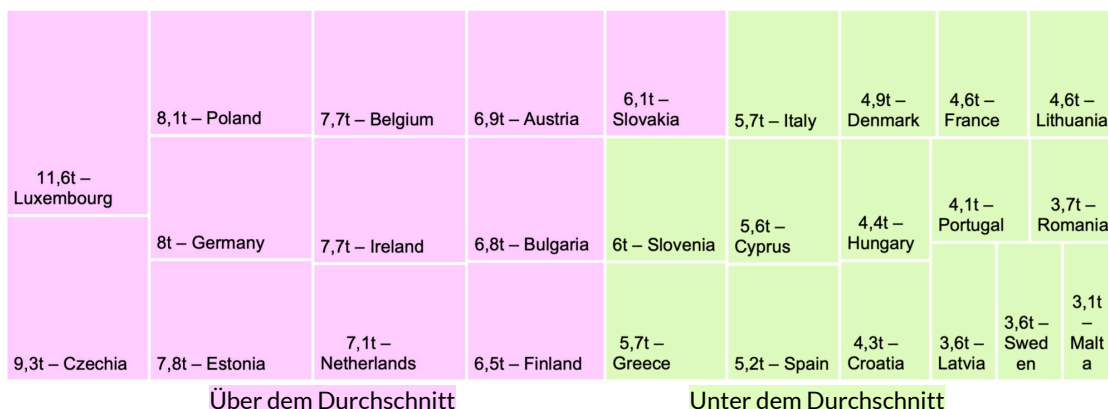 11,6t –
Luxembourg
9,3t – Czechia
8,1t – Poland
8t – Germany
7,8t – Estonia
7,7t – Belgium
7,7t – Ireland
7,1t –
Netherlands
6,9t – Austria
6,8t – Bulgaria
6,5t – Finland
6,1t –
Slovakia
6t – Slovenia
5,7t –
Greece
5,7t – Italy
5,6t –
Cyprus
5,2t – Spain
4,9t –
Denmark
4,4t –
Hungary
4,3t –
Croatia
4,6t –
France
4,6t –
Lithuania
4,1t –
Portugal
3,7t –
Romania
3,6t –
Latvia
3,6t –
Swed
en
3,1t
–
Malt
a
Über dem Durchschnitt
Unter dem Durchschnitt